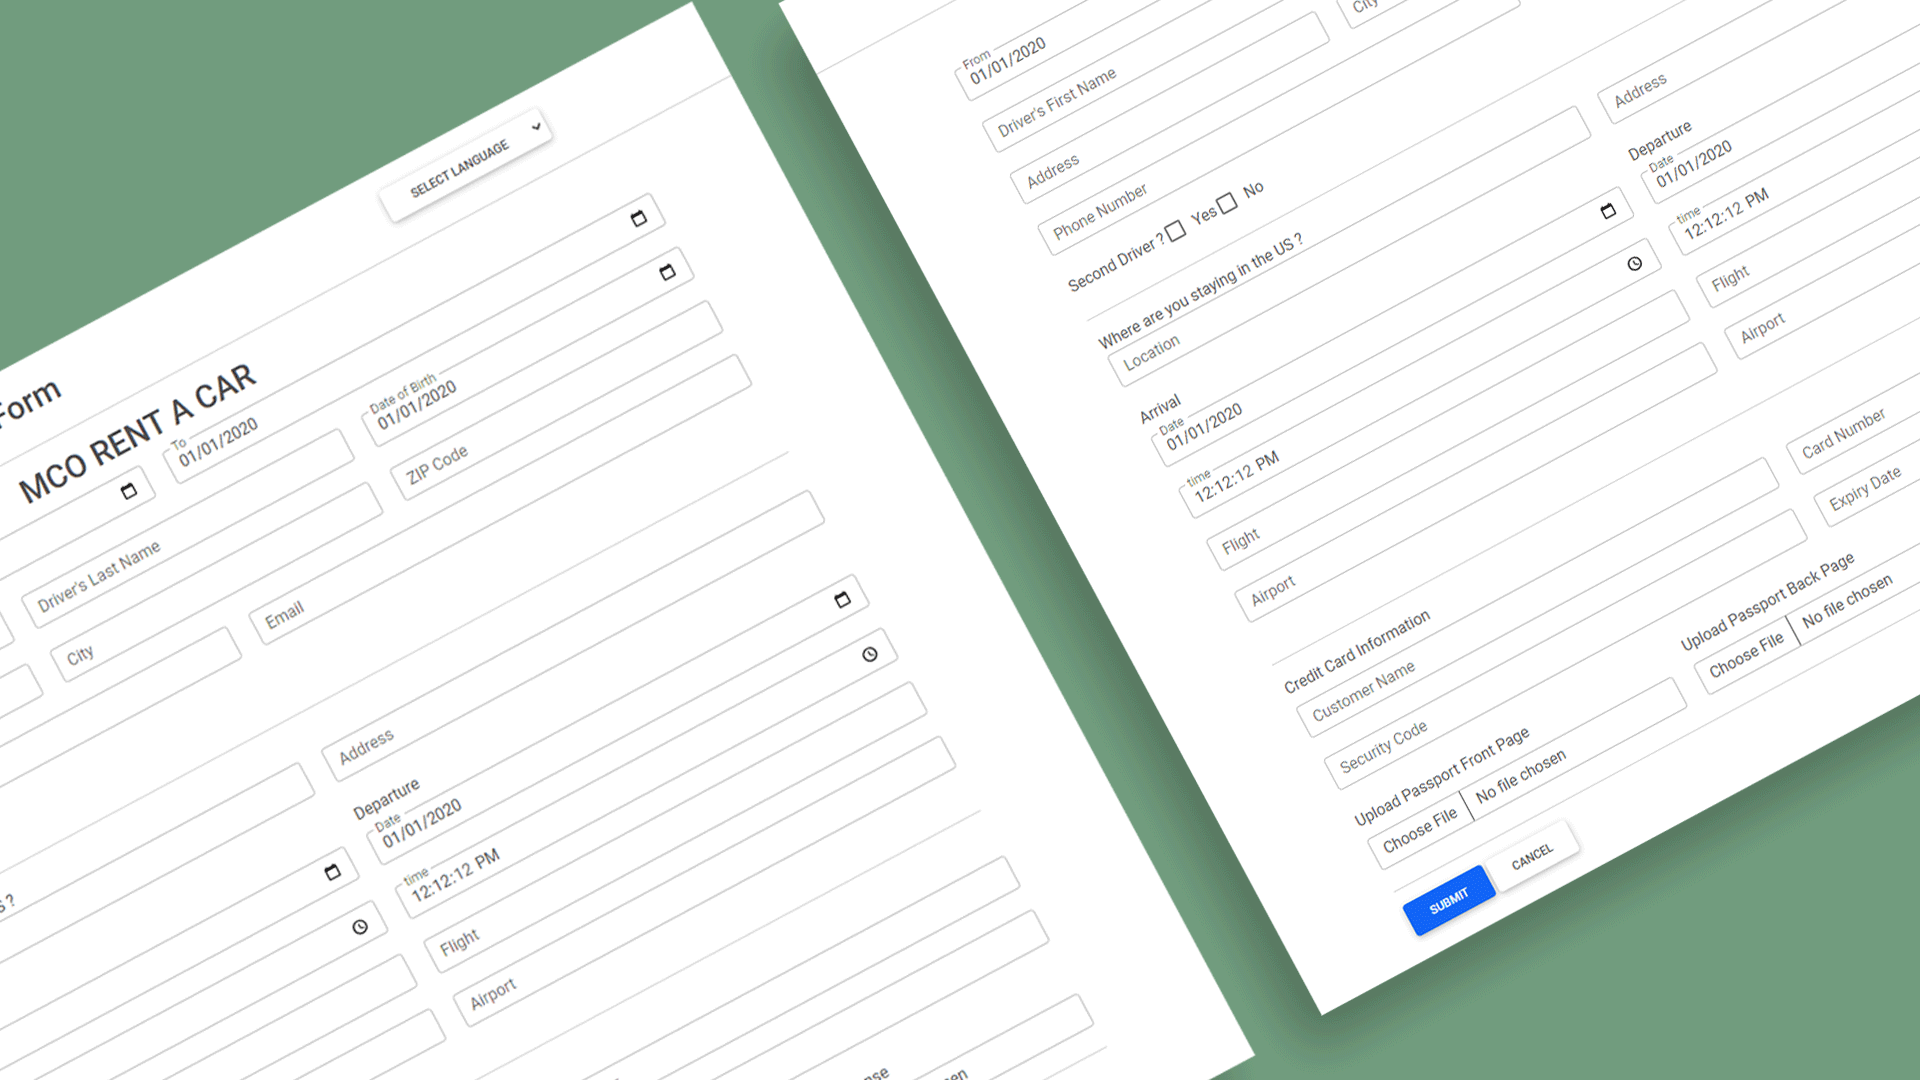 SELECT LANGUAGE
Form
MCO RENT A CAR
To
01/01/2020
Date of Birth
01/01/2020
Driver's Last Name
ZIP Code
City
Email
Address
Departure
Date
01/01/2020
time
12:12:12 PM
Flight
Airport
From
01/01/2020
Driver's First Name
Address
Phone Number
Second Driver ? Yes No
Where are you staying in the US ?
Location
Address
Arrival
Date
01/01/2020
time
12:12:12 PM
Flight
Airport
Departure
Date
01/01/2020
time
12:12:12 PM
Flight
Airport
Credit Card Information
Customer Name
Card Number
Security Code
Expiry Date
Upload Passport Front Page
Choose File No file chosen
Upload Passport Back Page
Choose File No file chosen
SUBMIT CANCEL